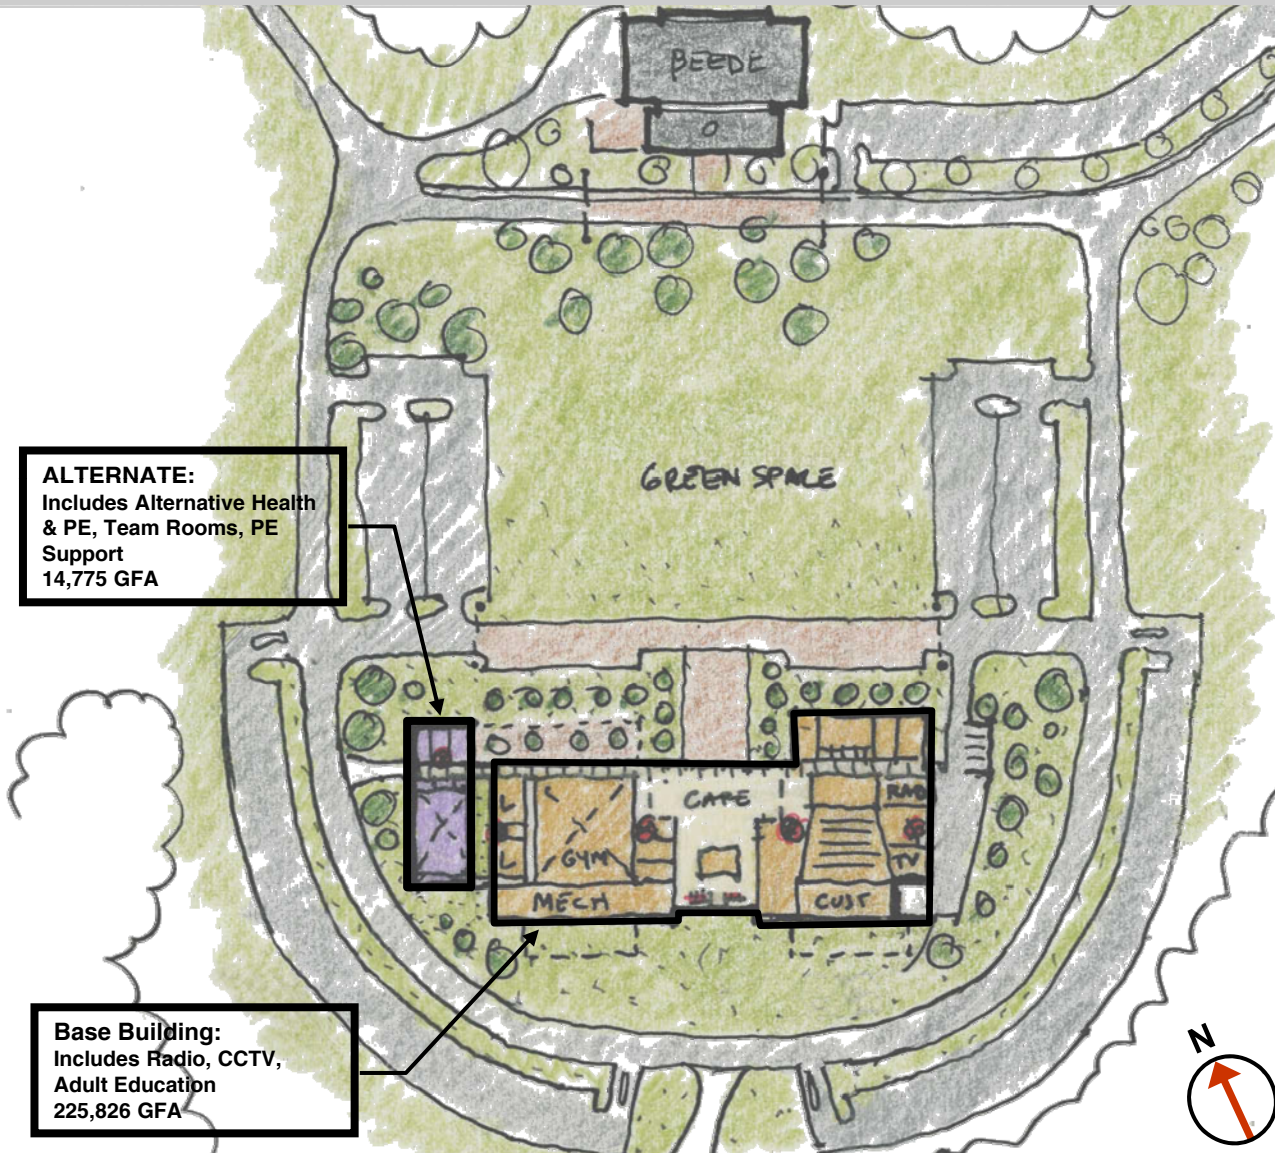 BEEDE
GREEN SPACE
ALTERNATE:
Includes Alternative Health
& PE, Team Rooms, PE
Support
14,775 GFA
CAFE
RAD
L
GYM
L
TV
MECH
CUST
Base Building:
Includes Radio, CCTV,
Adult Education
225,826 GFA
N